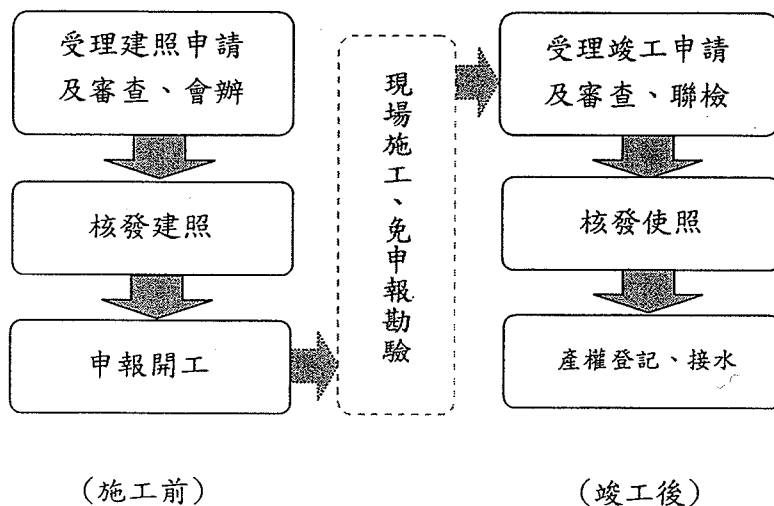 受理建照申請
及審查、會辦
核發建照
申報開工
(施工前)
現場施工、免申報勘驗
受理竣工申請
及審查、聯檢
核發使照
產權登記、接水
(竣工後)